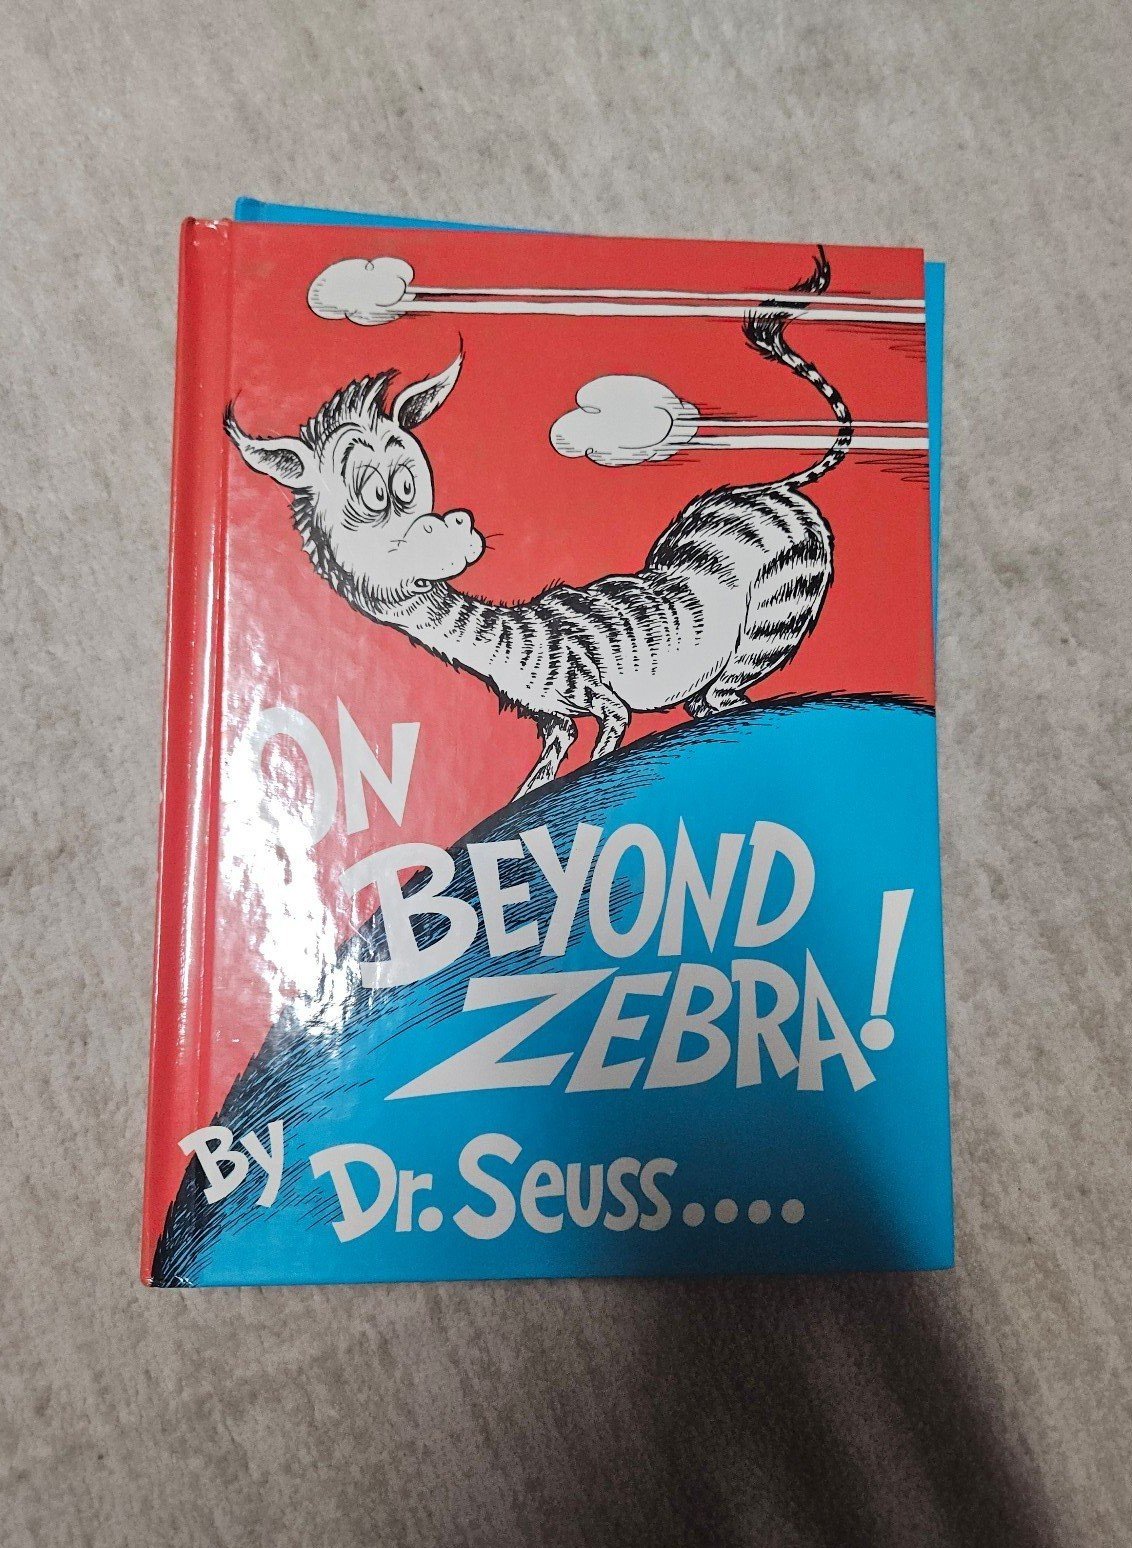 ON
BEYOND
ZEBRA!
By Dr. Seuss....